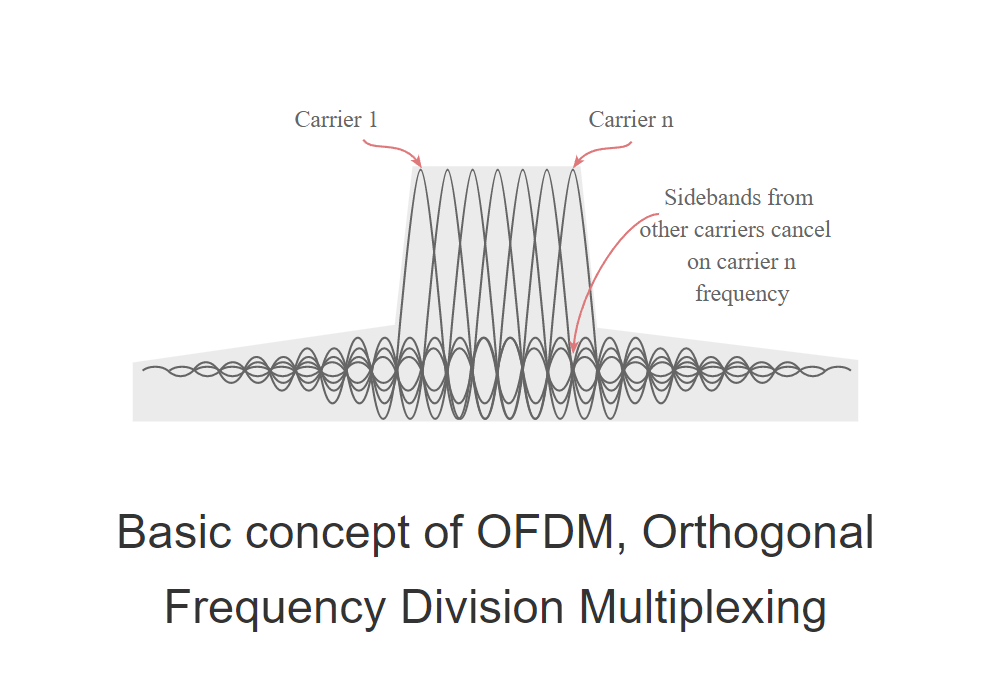 Carrier 1
Carrier n
Sidebands from
other carriers cancel
on carrier n
frequency
Basic concept of OFDM, Orthogonal
Frequency Division Multiplexing